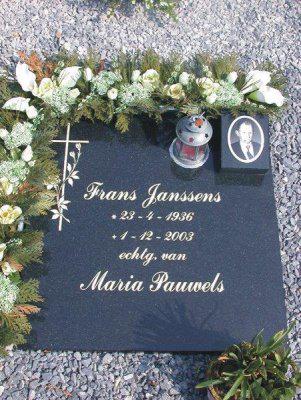 Frans Janssens
* 23 - 4 - 1936
+ 1 - 12 - 2003
echtg. van
Maria Pauwels